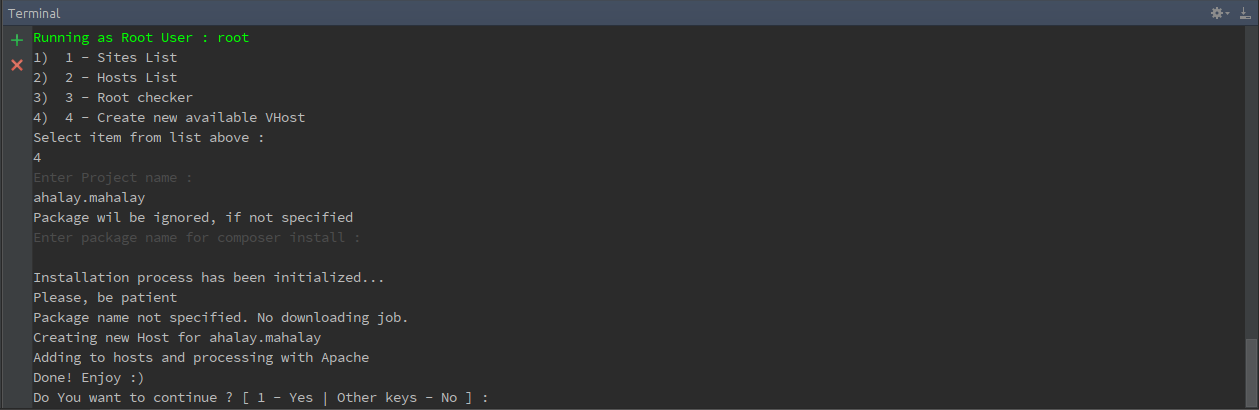 Terminal
Running as Root User : root
1)  1 - Sites List
2)  2 - Hosts List
3)  3 - Root checker
4)  4 - Create new available VHost
Select item from list above :
4
Enter Project name :
ahalay.mahalay
Package wil be ignored, if not specified
Enter package name for composer install :
Installation process has been initialized...
Please, be patient
Package name not specified. No downloading job.
Creating new Host for ahalay.mahalay
Adding to hosts and processing with Apache
Done! Enjoy :)
Do You want to continue ? [ 1 - Yes | Other keys - No ] :